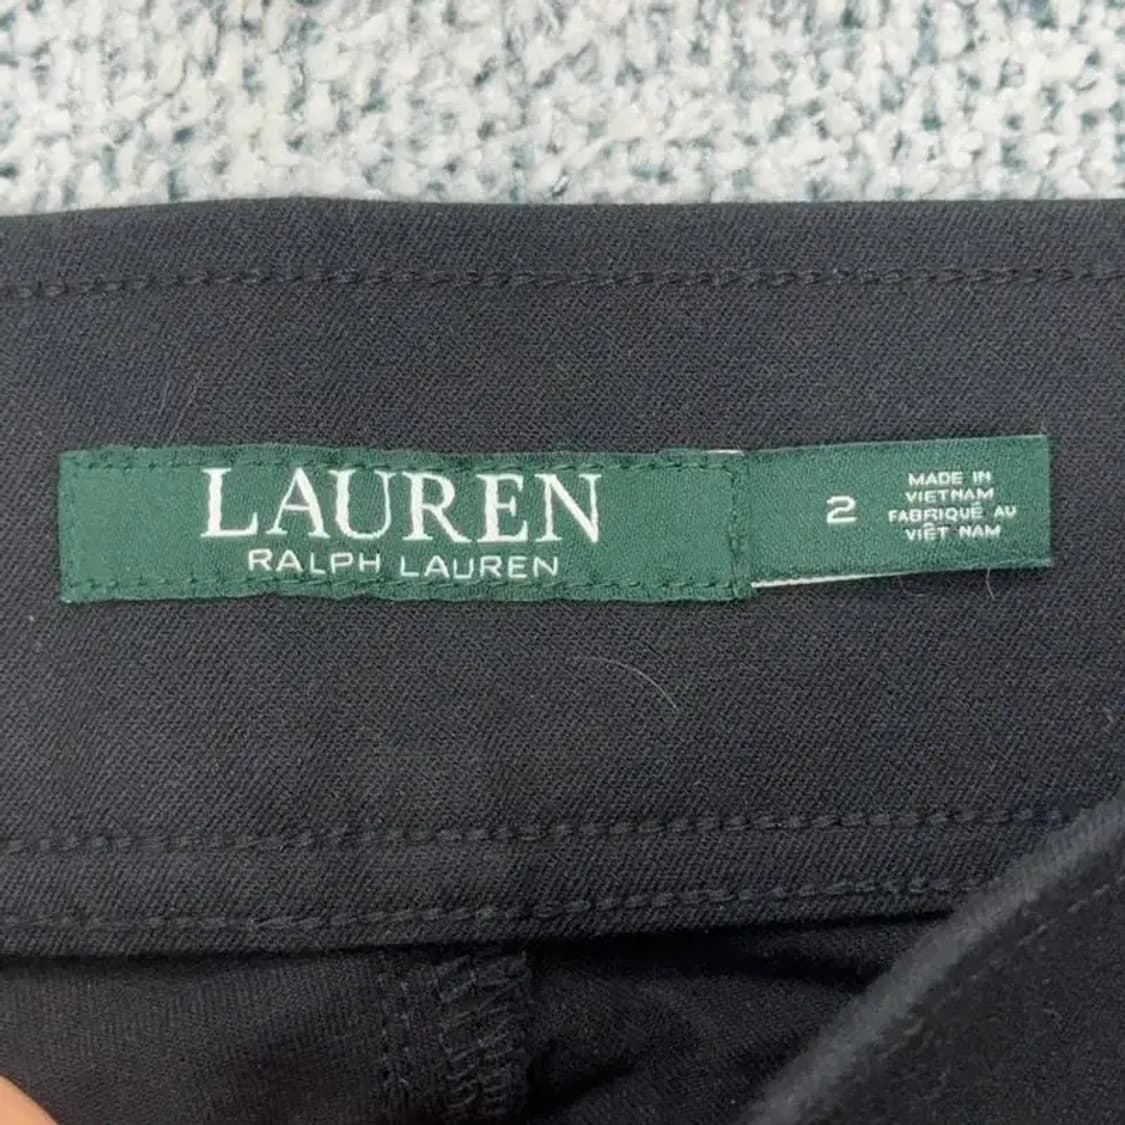 LAUREN
RALPH LAUREN
2
MADE IN
VIETNAM
FABRIQUÉ AU
VIÊT NAM